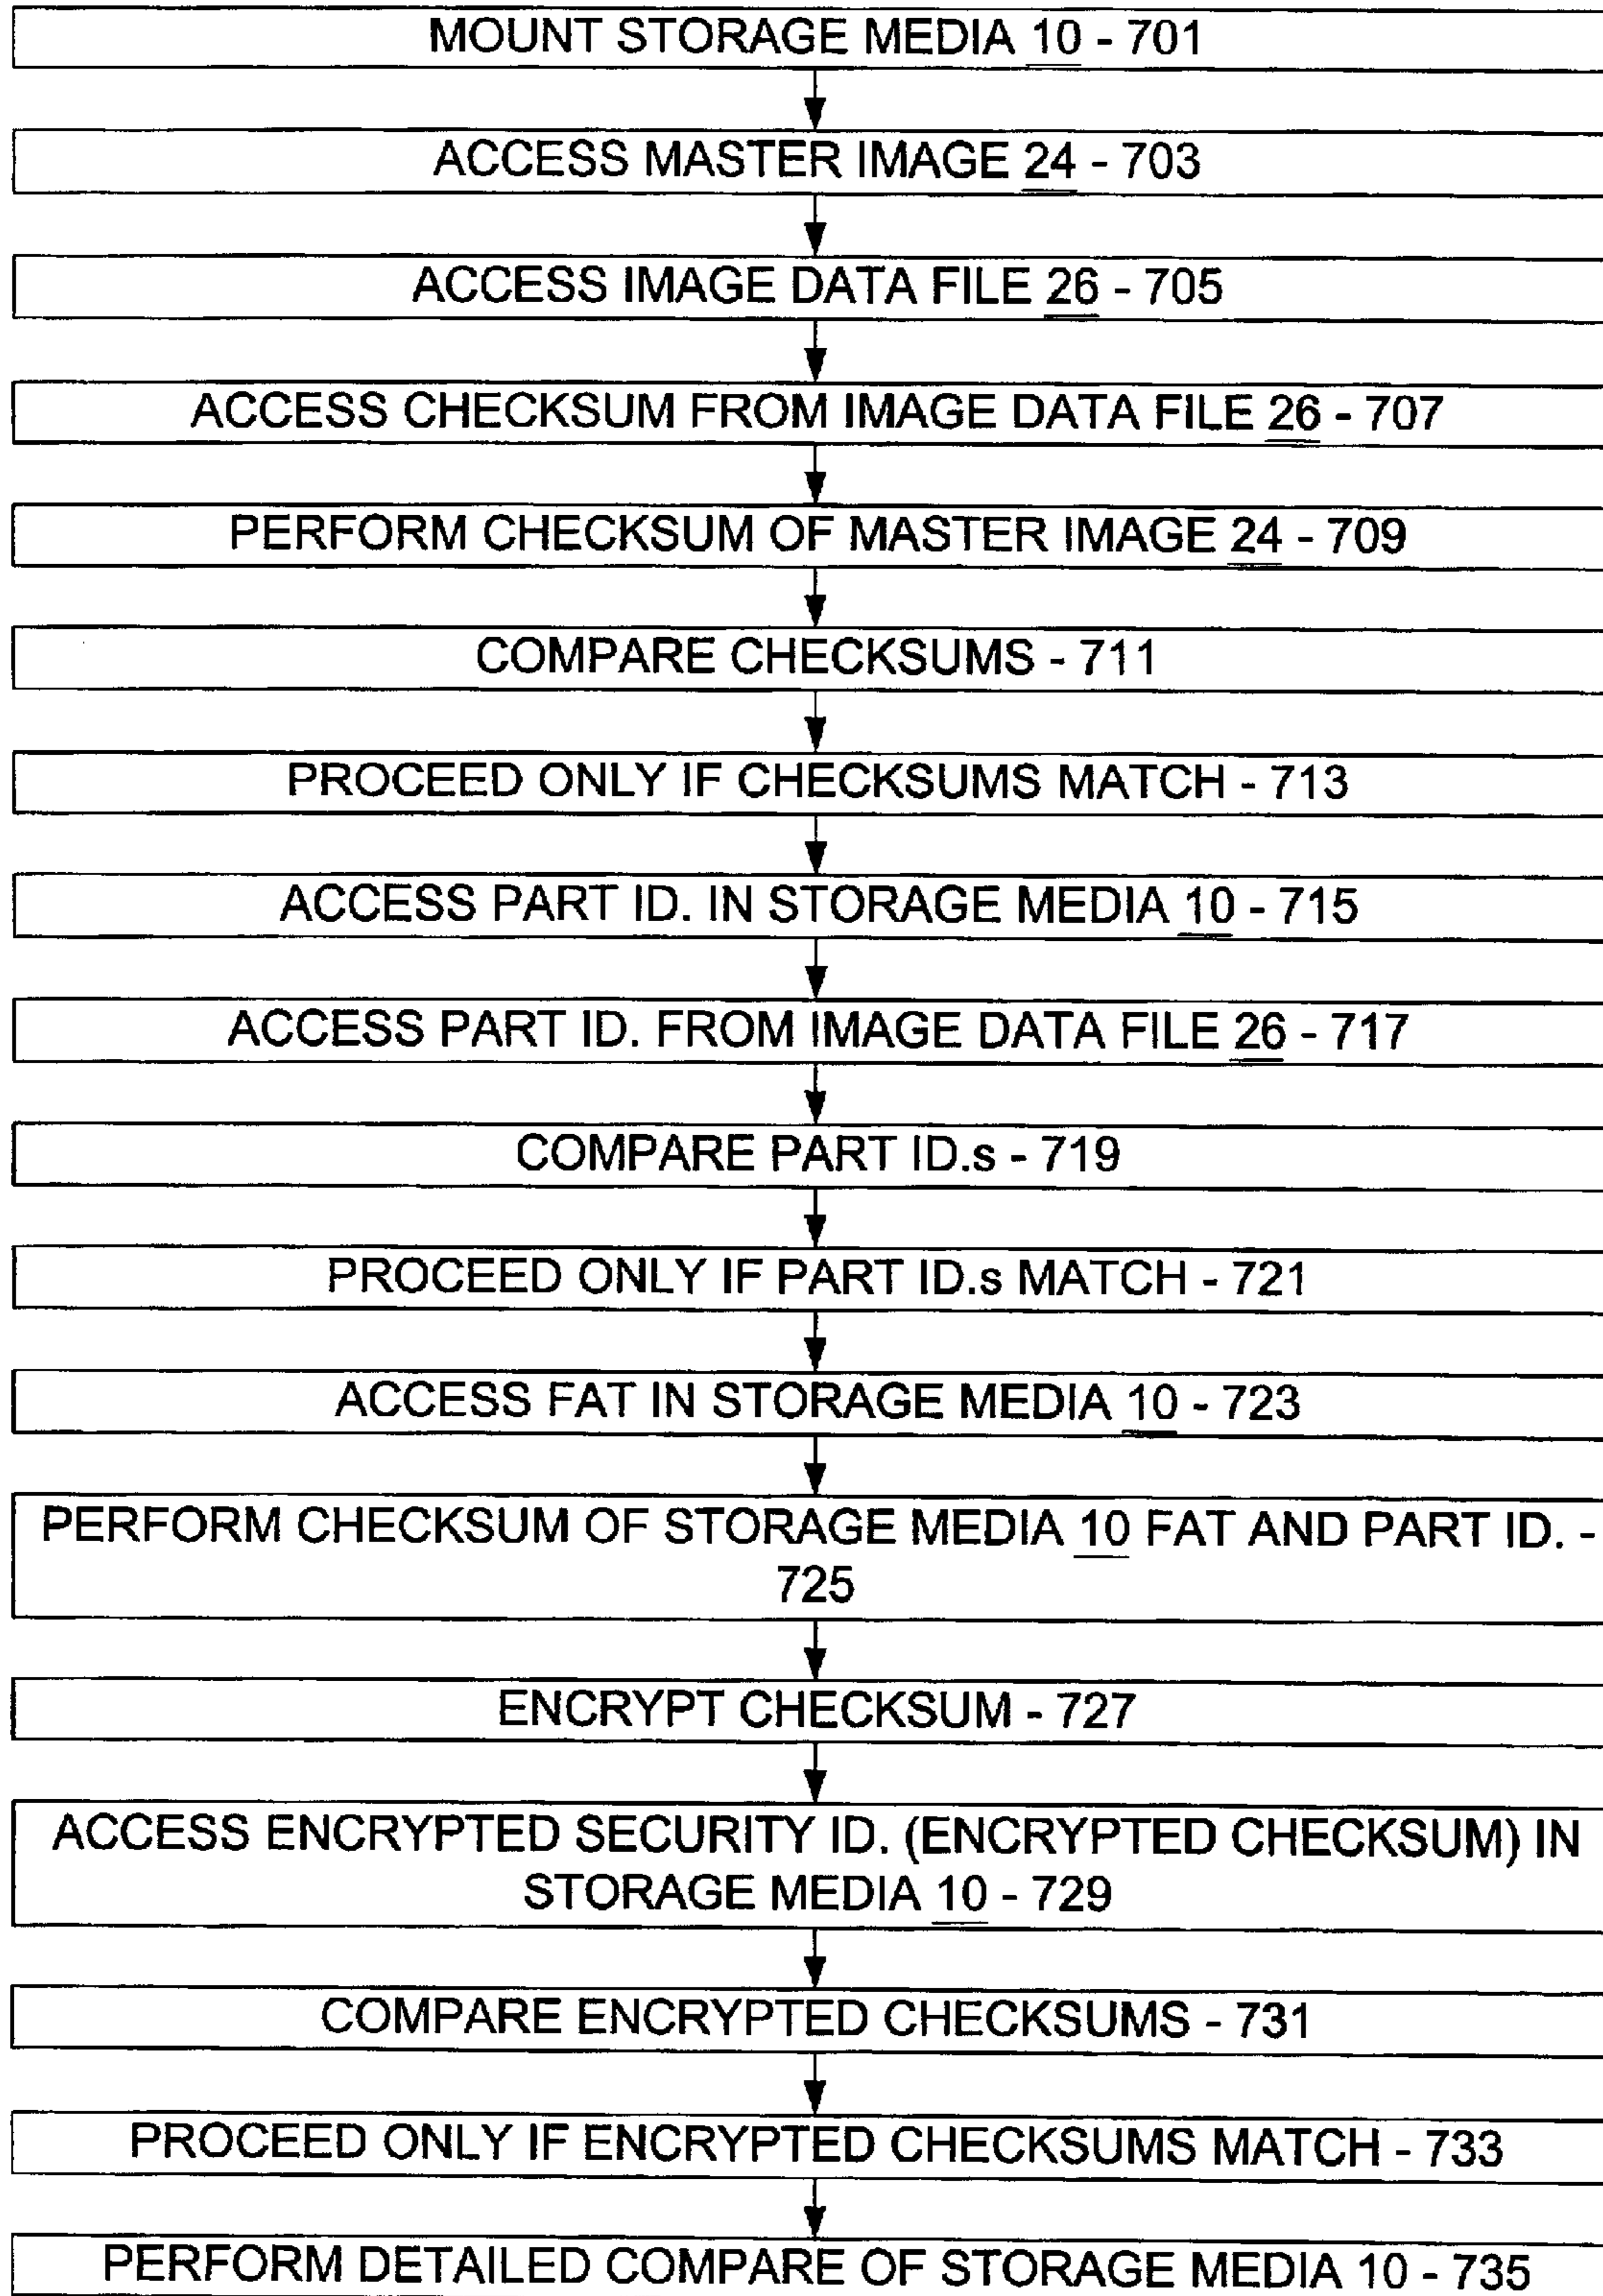 MOUNT STORAGE MEDIA 10 - 701
ACCESS MASTER IMAGE 24 - 703
ACCESS IMAGE DATA FILE 26 - 705
ACCESS CHECKSUM FROM IMAGE DATA FILE 26 - 707
PERFORM CHECKSUM OF MASTER IMAGE 24 - 709
COMPARE CHECKSUMS - 711
PROCEED ONLY IF CHECKSUMS MATCH - 713
ACCESS PART ID. IN STORAGE MEDIA 10 - 715
ACCESS PART ID. FROM IMAGE DATA FILE 26 - 717
COMPARE PART ID.s - 719
PROCEED ONLY IF PART ID.s MATCH - 721
ACCESS FAT IN STORAGE MEDIA 10 - 723
PERFORM CHECKSUM OF STORAGE MEDIA 10 FAT AND PART ID. -
725
ENCRYPT CHECKSUM - 727
ACCESS ENCRYPTED SECURITY ID. (ENCRYPTED CHECKSUM) IN
STORAGE MEDIA 10 - 729
COMPARE ENCRYPTED CHECKSUMS - 731
PROCEED ONLY IF ENCRYPTED CHECKSUMS MATCH - 733
PERFORM DETAILED COMPARE OF STORAGE MEDIA 10 - 735